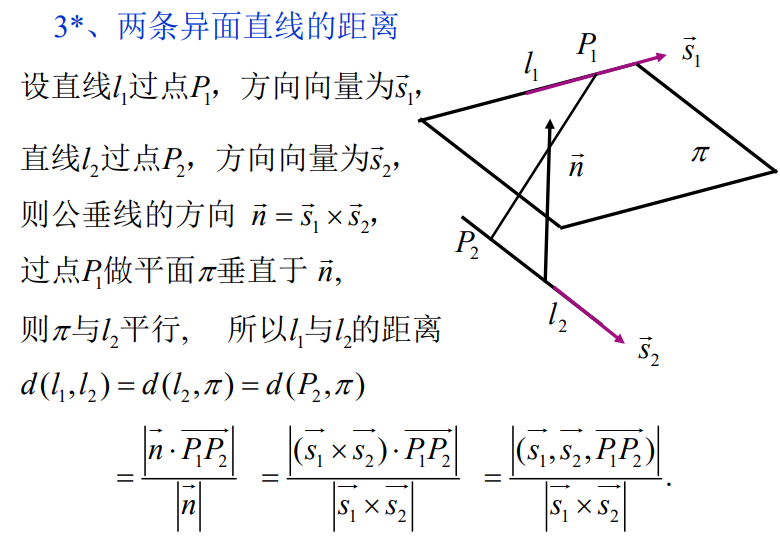 3*、两条异面直线的距离
设直线l₁过点P₁，方向向量为s⃗₁，
直线l₂过点P₂，方向向量为s⃗₂，
则公垂线的方向 n⃗ = s⃗₁ × s⃗₂，
过点P₁做平面π垂直于 n⃗,
则π与l₂平行， 所以l₁与l₂的距离
d(l₁,l₂) = d(l₂,π) = d(P₂,π)
= |n⃗ · \overrightarrow{P₁P₂}| / |n⃗| = |(s⃗₁ × s⃗₂) · \overrightarrow{P₁P₂}| / |s⃗₁ × s⃗₂| = |(s⃗₁, s⃗₂, \overrightarrow{P₁P₂})| / |s⃗₁ × s⃗₂|.
l₁
P₁
s⃗₁
n⃗
π
P₂
l₂
s⃗₂